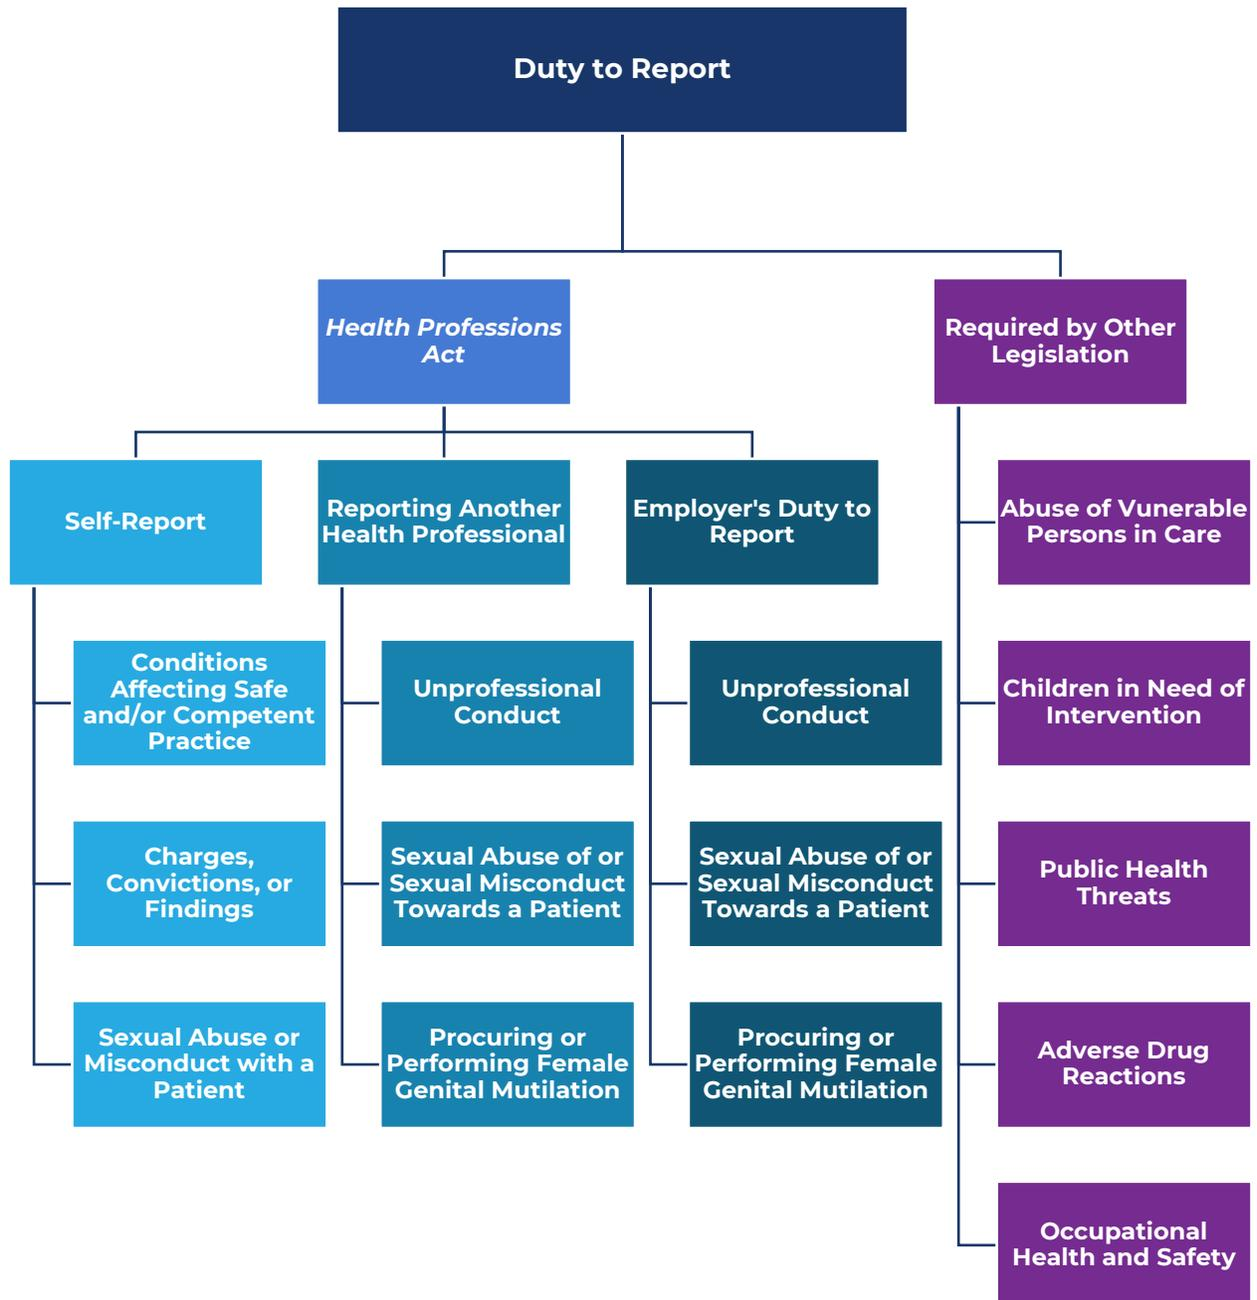 Duty to Report
Health Professions
Act
Required by Other
Legislation
Self-Report
Reporting Another
Health Professional
Employer's Duty to
Report
Abuse of Vunerable
Persons in Care
Conditions
Affecting Safe
and/or Competent
Practice
Unprofessional
Conduct
Unprofessional
Conduct
Children in Need of
Intervention
Charges,
Convictions, or
Findings
Sexual Abuse of or
Sexual Misconduct
Towards a Patient
Sexual Abuse of or
Sexual Misconduct
Towards a Patient
Public Health
Threats
Sexual Abuse or
Misconduct with a
Patient
Procuring or
Performing Female
Genital Mutilation
Procuring or
Performing Female
Genital Mutilation
Adverse Drug
Reactions
Occupational
Health and Safety